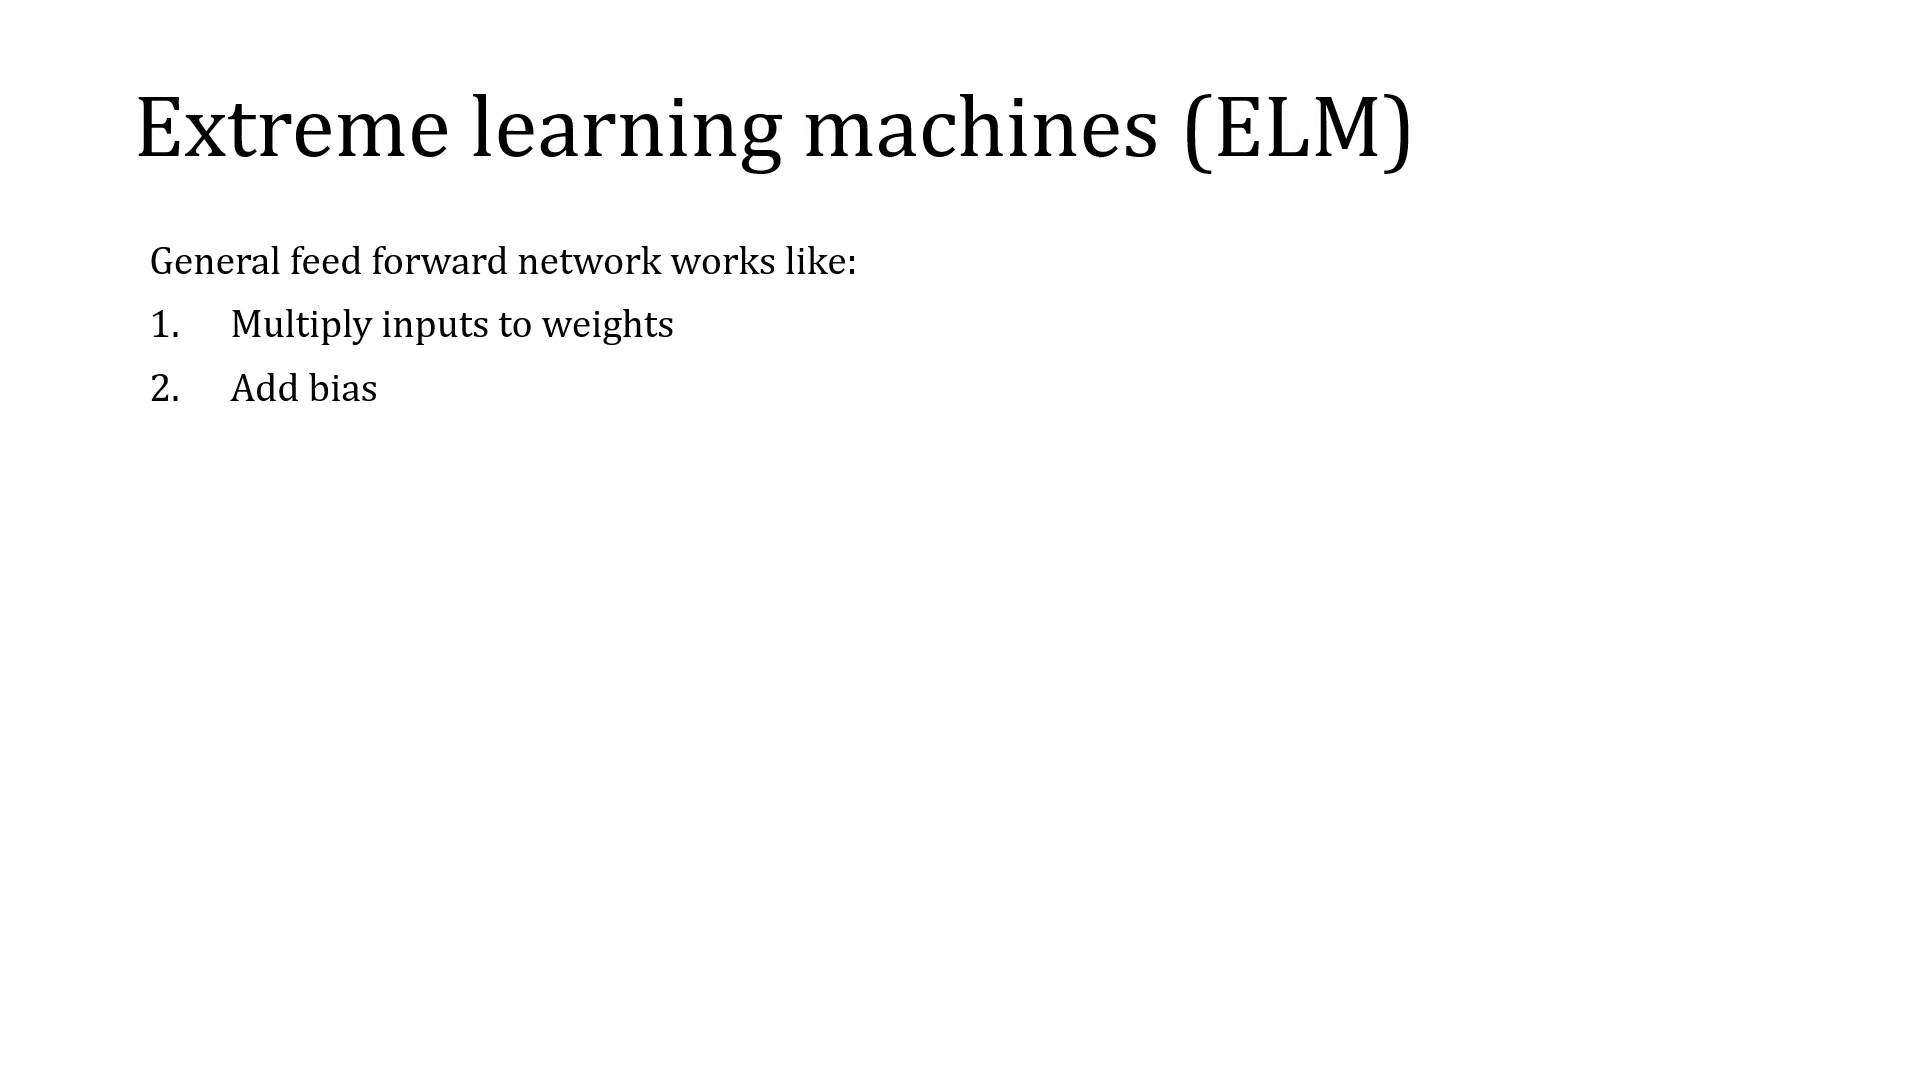 Extreme learning machines (ELM)
General feed forward network works like:
1. Multiply inputs to weights
2. Add bias